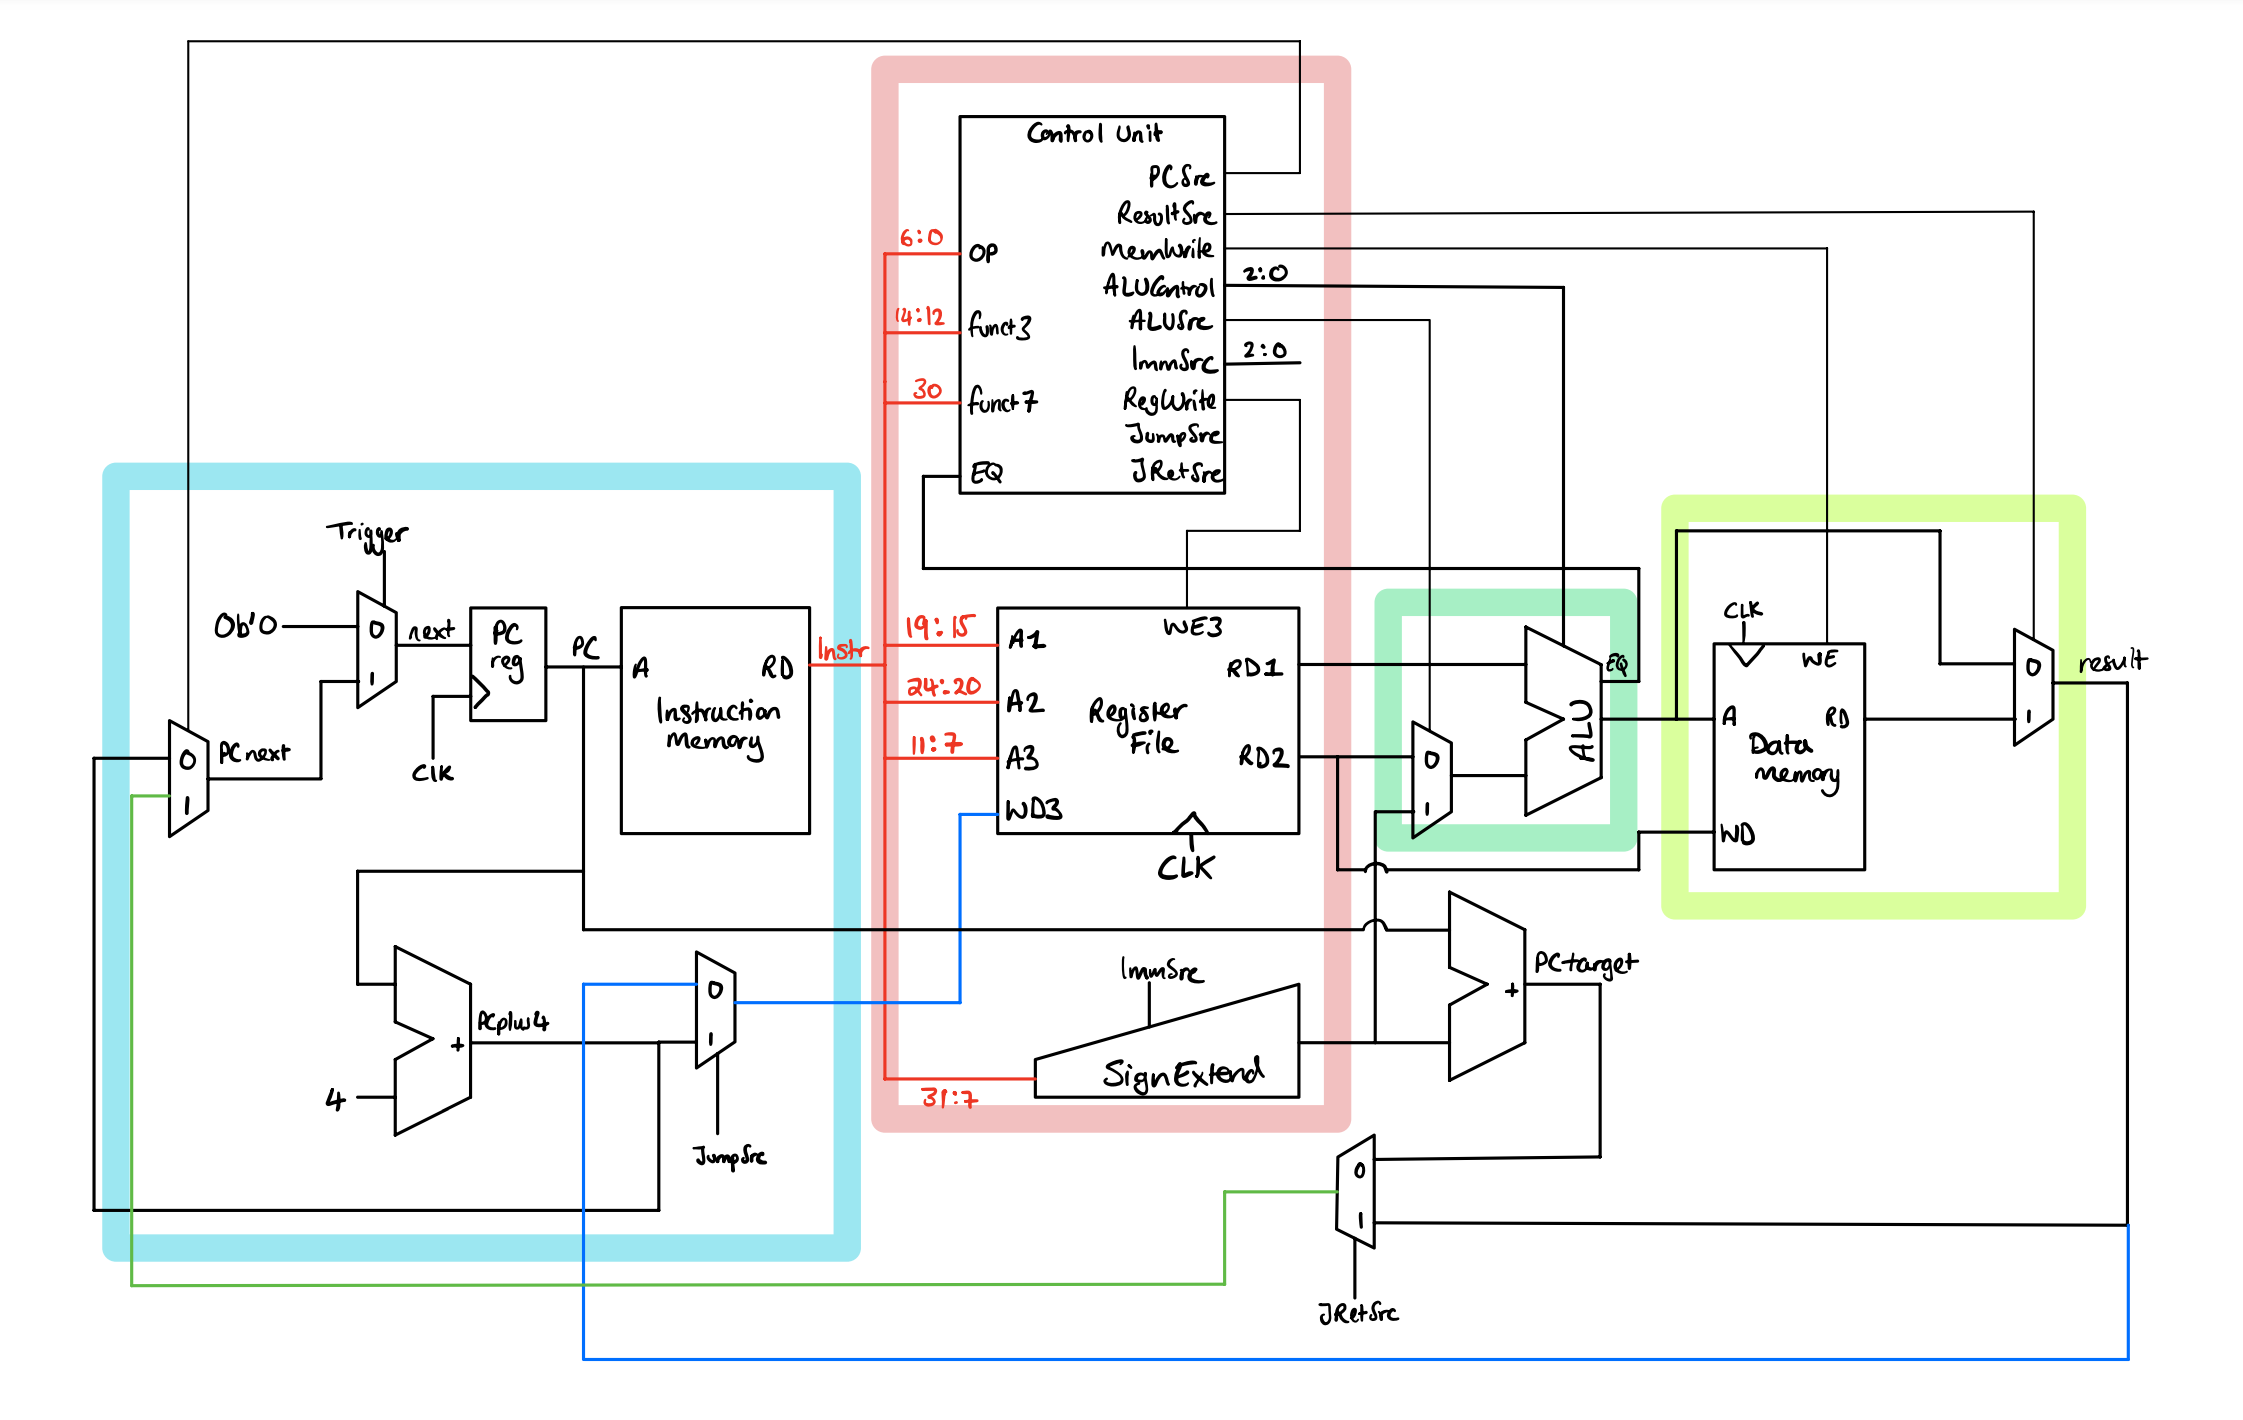 Control Unit
PCSrc
ResultSrc
MemWrite
ALUControl
2:0
ALUSrc
ImmSrc
2:0
RegWrite
JumpSrc
JRetSrc
6:0
OP
14:12
funct3
30
funct7
EQ
Trigger
0b'0
0
1
next
PC
reg
Clk
PC
A
RD
Instruction
Memory
Instr
0
1
PCnext
19:15
A1
24:20
A2
11:7
A3
WD3
WE3
RD1
RD2
Register
File
CLK
0
1
ALU
EQ
CLK
WE
A
RD
Data
Memory
WD
0
1
result
4
+
PCplus4
0
1
JumpSrc
ImmSrc
SignExtend
31:7
+
PCtarget
0
1
JRetSrc